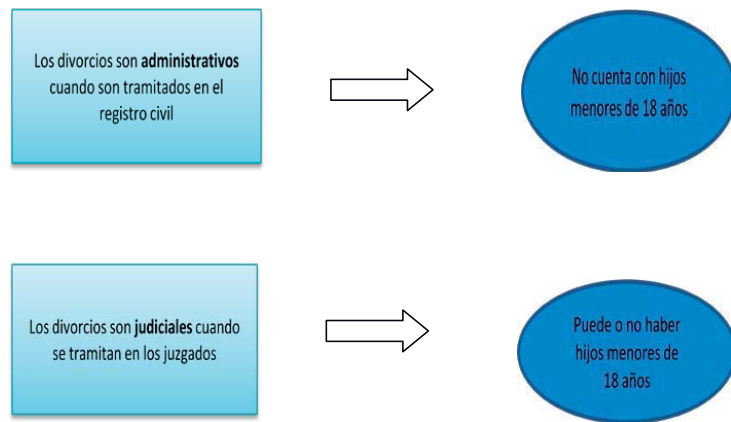 Los divorcios son administrativos
cuando son tramitados en el
registro civil
No cuenta con hijos
menores de 18 años
Los divorcios son judiciales cuando
se tramitan en los juzgados
Puede o no haber
hijos menores de
18 años